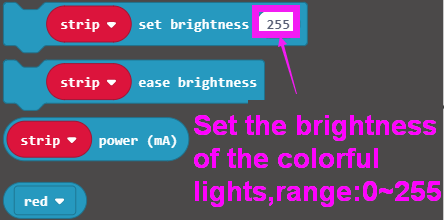 strip set brightness 255
strip ease brightness
strip power (mA)
Set the brightness
of the colorful
lights,range:0~255
red